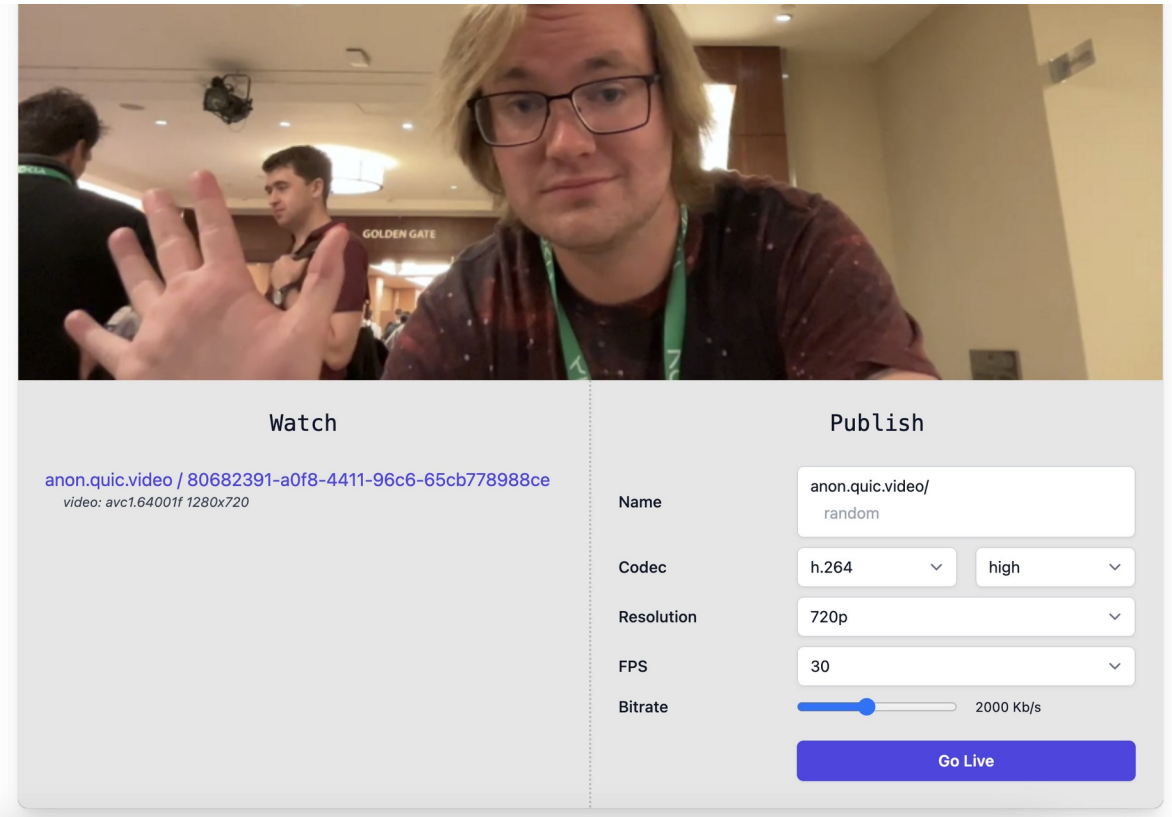 GOLDEN GATE
Watch
anon.quic.video / 80682391-a0f8-4411-96c6-65cb778988ce
video: avc1.64001f 1280x720
Publish
Name
anon.quic.video/
random
Codec
h.264
high
Resolution
720p
FPS
30
Bitrate
2000 Kb/s
Go Live